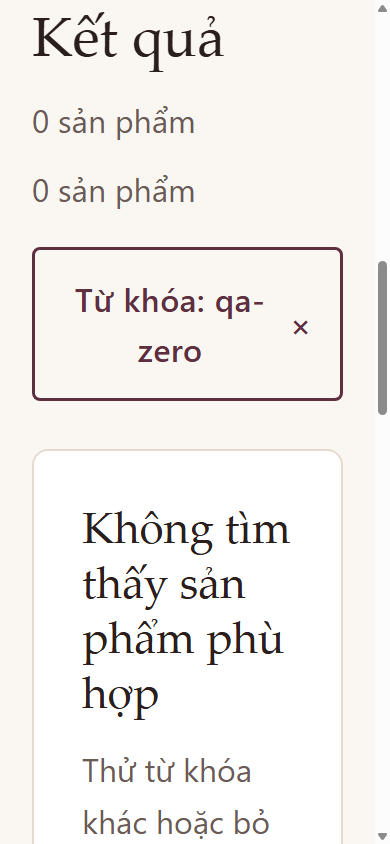 Kết quả
0 sản phẩm
0 sản phẩm
Từ khóa: qa-
zero
×
Không tìm
thấy sản
phẩm phù
hợp
Thử từ khóa
khác hoặc bỏ